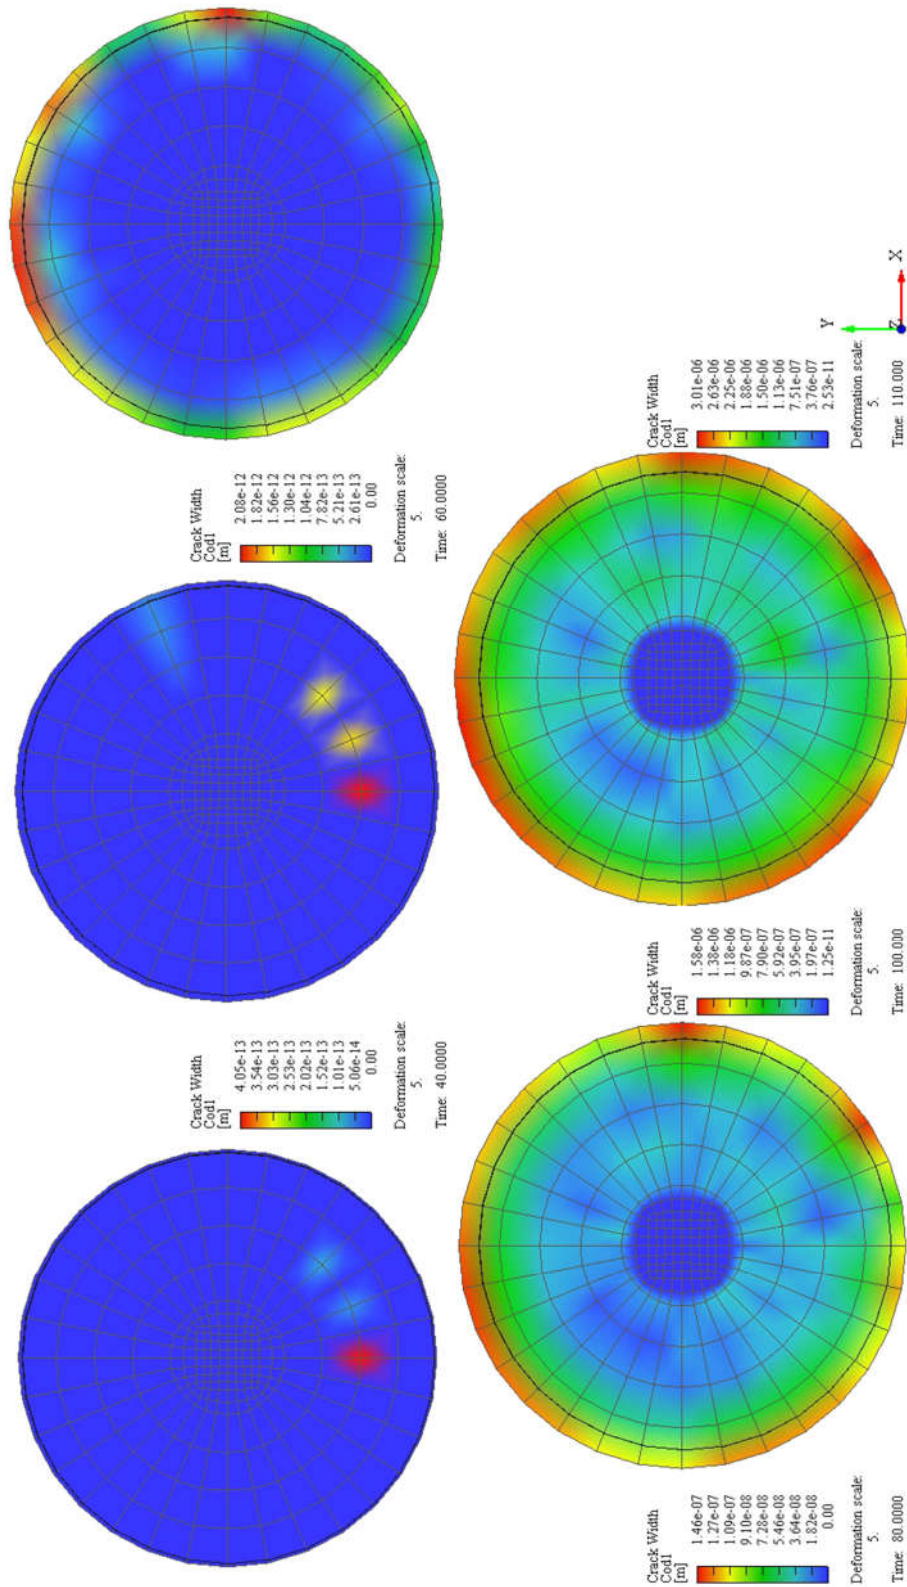 Crack Width
Cod1
[m]
4.05e-13
3.54e-13
3.03e-13
2.53e-13
2.02e-13
1.52e-13
1.01e-13
5.06e-14
0.00
Deformation scale:
5.
Time: 40.0000
Crack Width
Cod1
[m]
2.08e-12
1.82e-12
1.56e-12
1.30e-12
1.04e-12
7.82e-13
5.21e-13
2.61e-13
0.00
Deformation scale:
5.
Time: 60.0000
Crack Width
Cod1
[m]
1.46e-07
1.27e-07
1.09e-07
9.10e-08
7.28e-08
5.46e-08
3.64e-08
1.82e-08
0.00
Deformation scale:
5.
Time: 80.0000
Crack Width
Cod1
[m]
1.58e-06
1.38e-06
1.18e-06
9.87e-07
7.90e-07
5.92e-07
3.95e-07
1.97e-07
1.25e-11
Deformation scale:
5.
Time: 100.000
Crack Width
Cod1
[m]
3.01e-06
2.63e-06
2.25e-06
1.88e-06
1.50e-06
1.13e-06
7.51e-07
3.76e-07
2.53e-11
Deformation scale:
5.
Time: 110.000
Y
X
Z